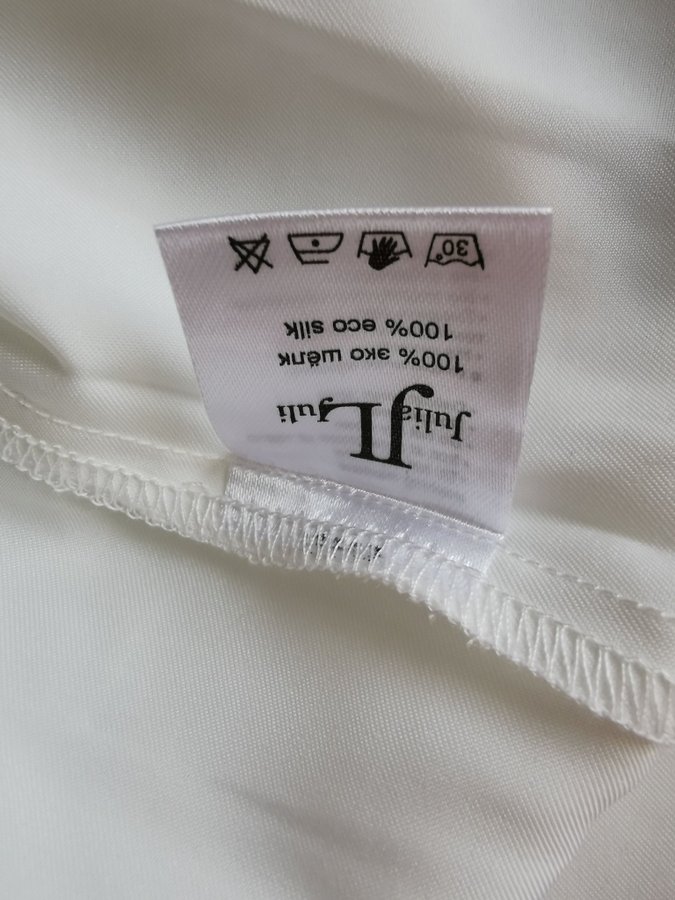 Julia Juli
JL
100% эко шёлк
100% eco silk
30°